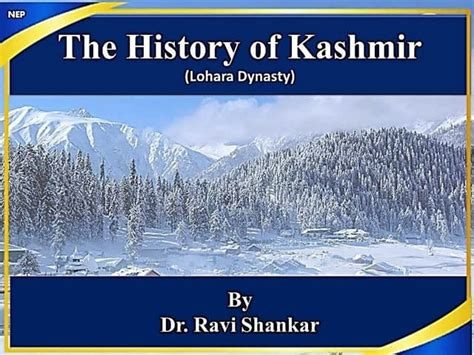 NEP
The History of Kashmir
(Lohara Dynasty)
By
Dr. Ravi Shankar